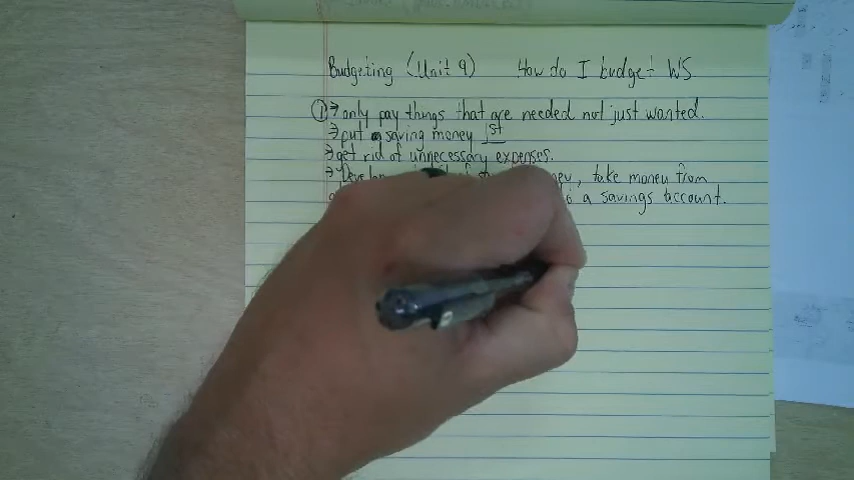 Budgeting (Unit 9) How do I budget WS
① → only pay things that are needed not just wanted.
→ put saving money 1st
→ get rid of unnecessary expenses.
→ Develop , take money from
a savings account.